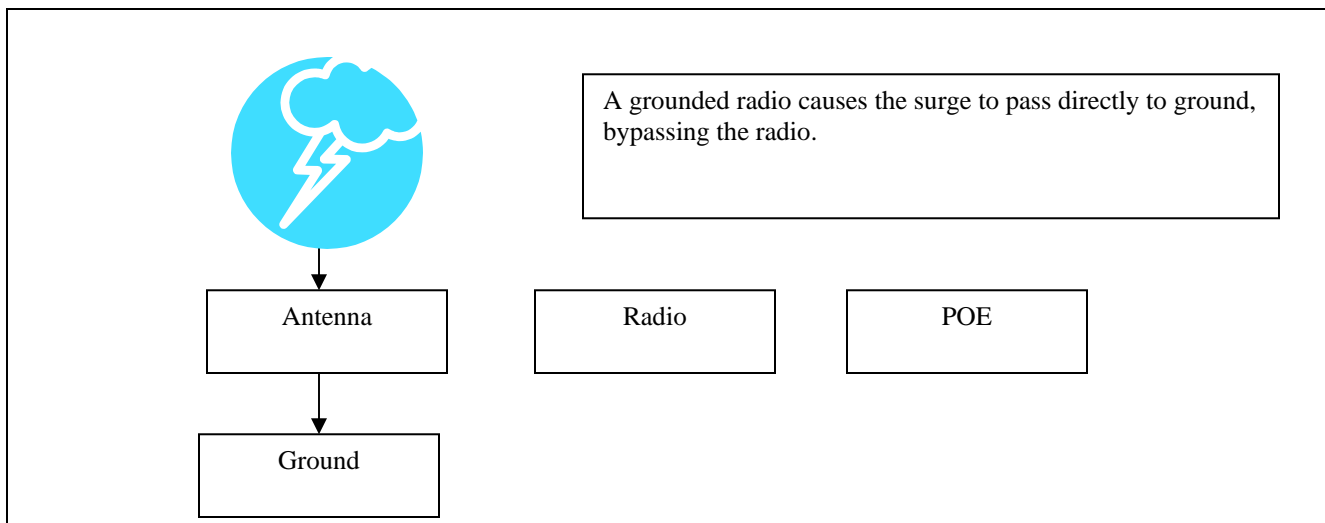 A grounded radio causes the surge to pass directly to ground,
bypassing the radio.
Antenna
Radio
POE
Ground